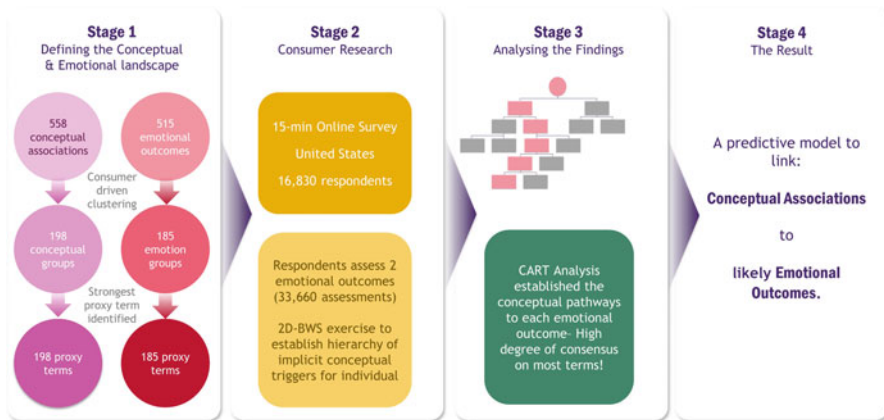 Stage 1
Defining the Conceptual
& Emotional landscape
558
conceptual
associations
515
emotional
outcomes
Consumer
driven
clustering
198
conceptual
groups
185
emotion
groups
Strongest
proxy term
identified
198 proxy
terms
185 proxy
terms
Stage 2
Consumer Research
15-min Online Survey
United States
16,830 respondents
Respondents assess 2
emotional outcomes
(33,660 assessments)
2D-BWS exercise to
establish hierarchy of
implicit conceptual
triggers for individual
Stage 3
Analysing the Findings
CART Analysis
established the
conceptual pathways
to each emotional
outcome- High
degree of consensus
on most terms!
Stage 4
The Result
A predictive model to
link:
Conceptual Associations
to
likely Emotional
Outcomes.